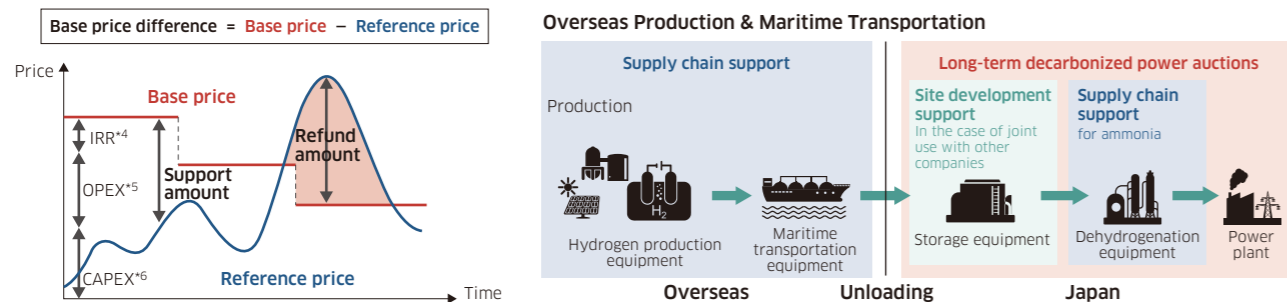 Base price difference = Base price − Reference price
Price
Base price
IRR*4
OPEX*5
CAPEX*6
Support
amount
Refund
amount
Reference price
Time
Overseas Production & Maritime Transportation
Supply chain support
Production
H2
Hydrogen production
equipment
Maritime
transportation
equipment
Long-term decarbonized power auctions
Site development
support
In the case of joint
use with other
companies
Storage equipment
Supply chain
support
for ammonia
Dehydrogenation
equipment
Power
plant
Overseas
Unloading
Japan